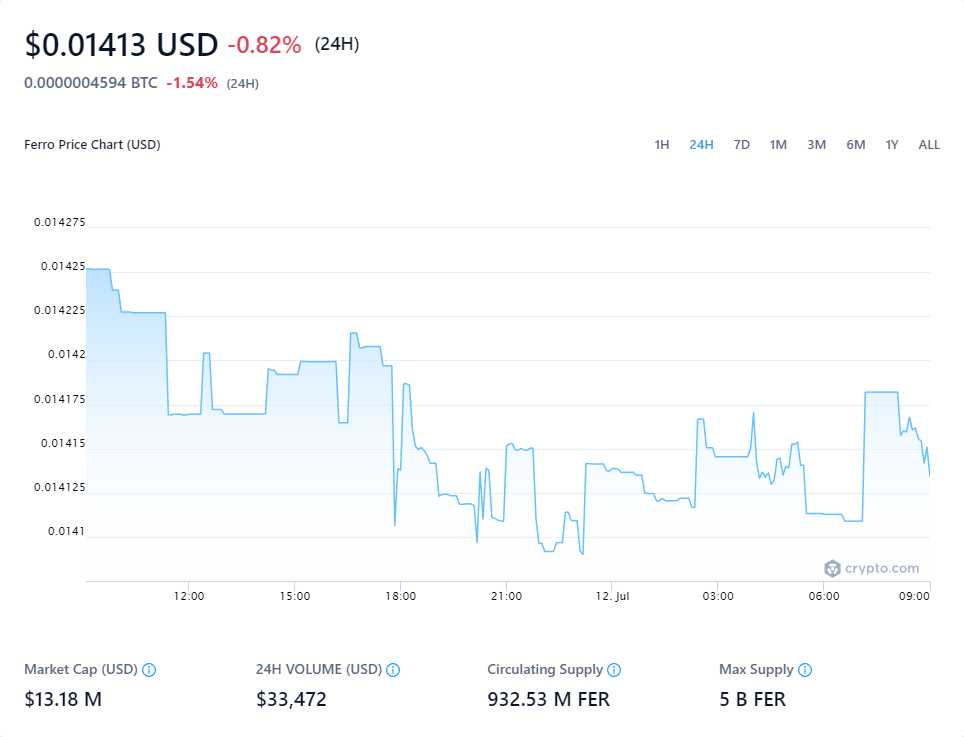 $0.01413 USD -0.82% (24H)
0.0000004594 BTC -1.54% (24H)
Ferro Price Chart (USD) 1H 24H 7D 1M 3M 6M 1Y ALL
0.014275
0.01425
0.014225
0.0142
0.014175
0.01415
0.014125
0.0141
crypto.com
12:00 15:00 18:00 21:00 12. Jul 03:00 06:00 09:00
Market Cap (USD) 24H VOLUME (USD) Circulating Supply Max Supply
$13.18 M $33,472 932.53 M FER 5 B FER